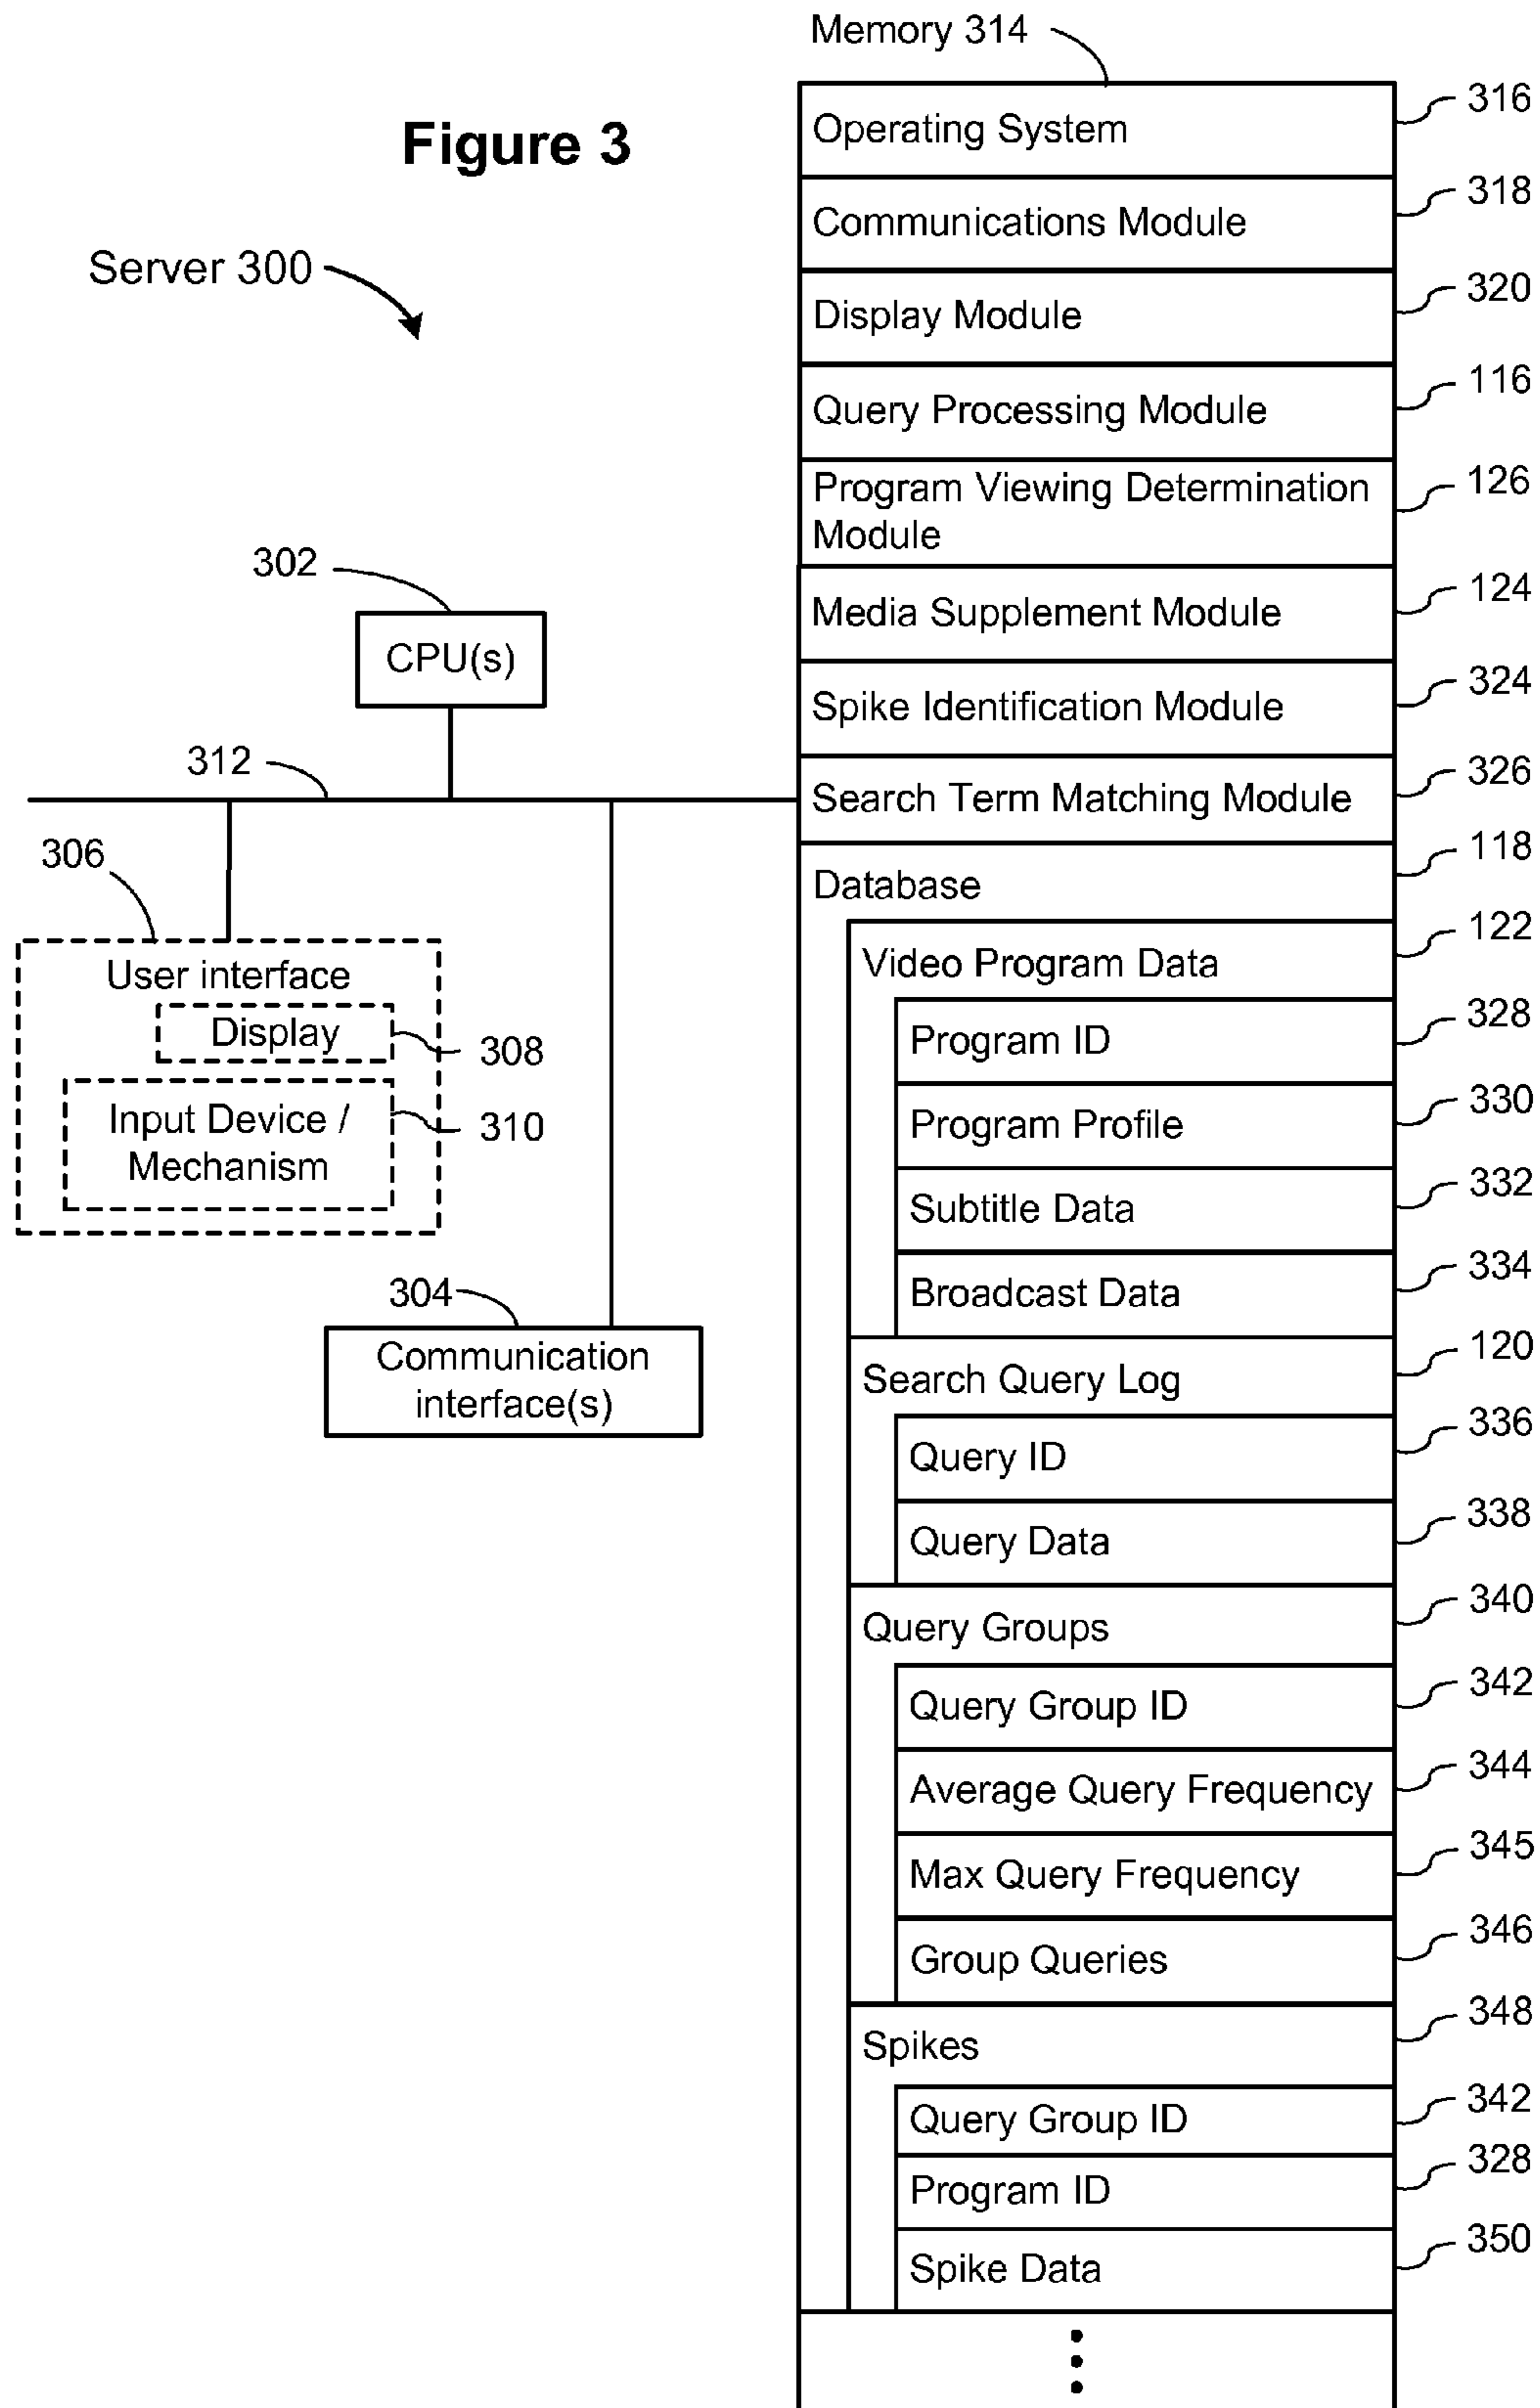 Memory 314
Figure 3
Server 300
Operating System 316
Communications Module 318
Display Module 320
Query Processing Module 116
Program Viewing Determination 126
Module
Media Supplement Module 124
Spike Identification Module 324
Search Term Matching Module 326
Database 118
Video Program Data 122
Program ID 328
Program Profile 330
Subtitle Data 332
Broadcast Data 334
Search Query Log 120
Query ID 336
Query Data 338
Query Groups 340
Query Group ID 342
Average Query Frequency 344
Max Query Frequency 345
Group Queries 346
Spikes 348
Query Group ID 342
Program ID 328
Spike Data 350
302
CPU(s)
312
306
User interface
Display 308
Input Device / 310
Mechanism
304
Communication
interface(s)